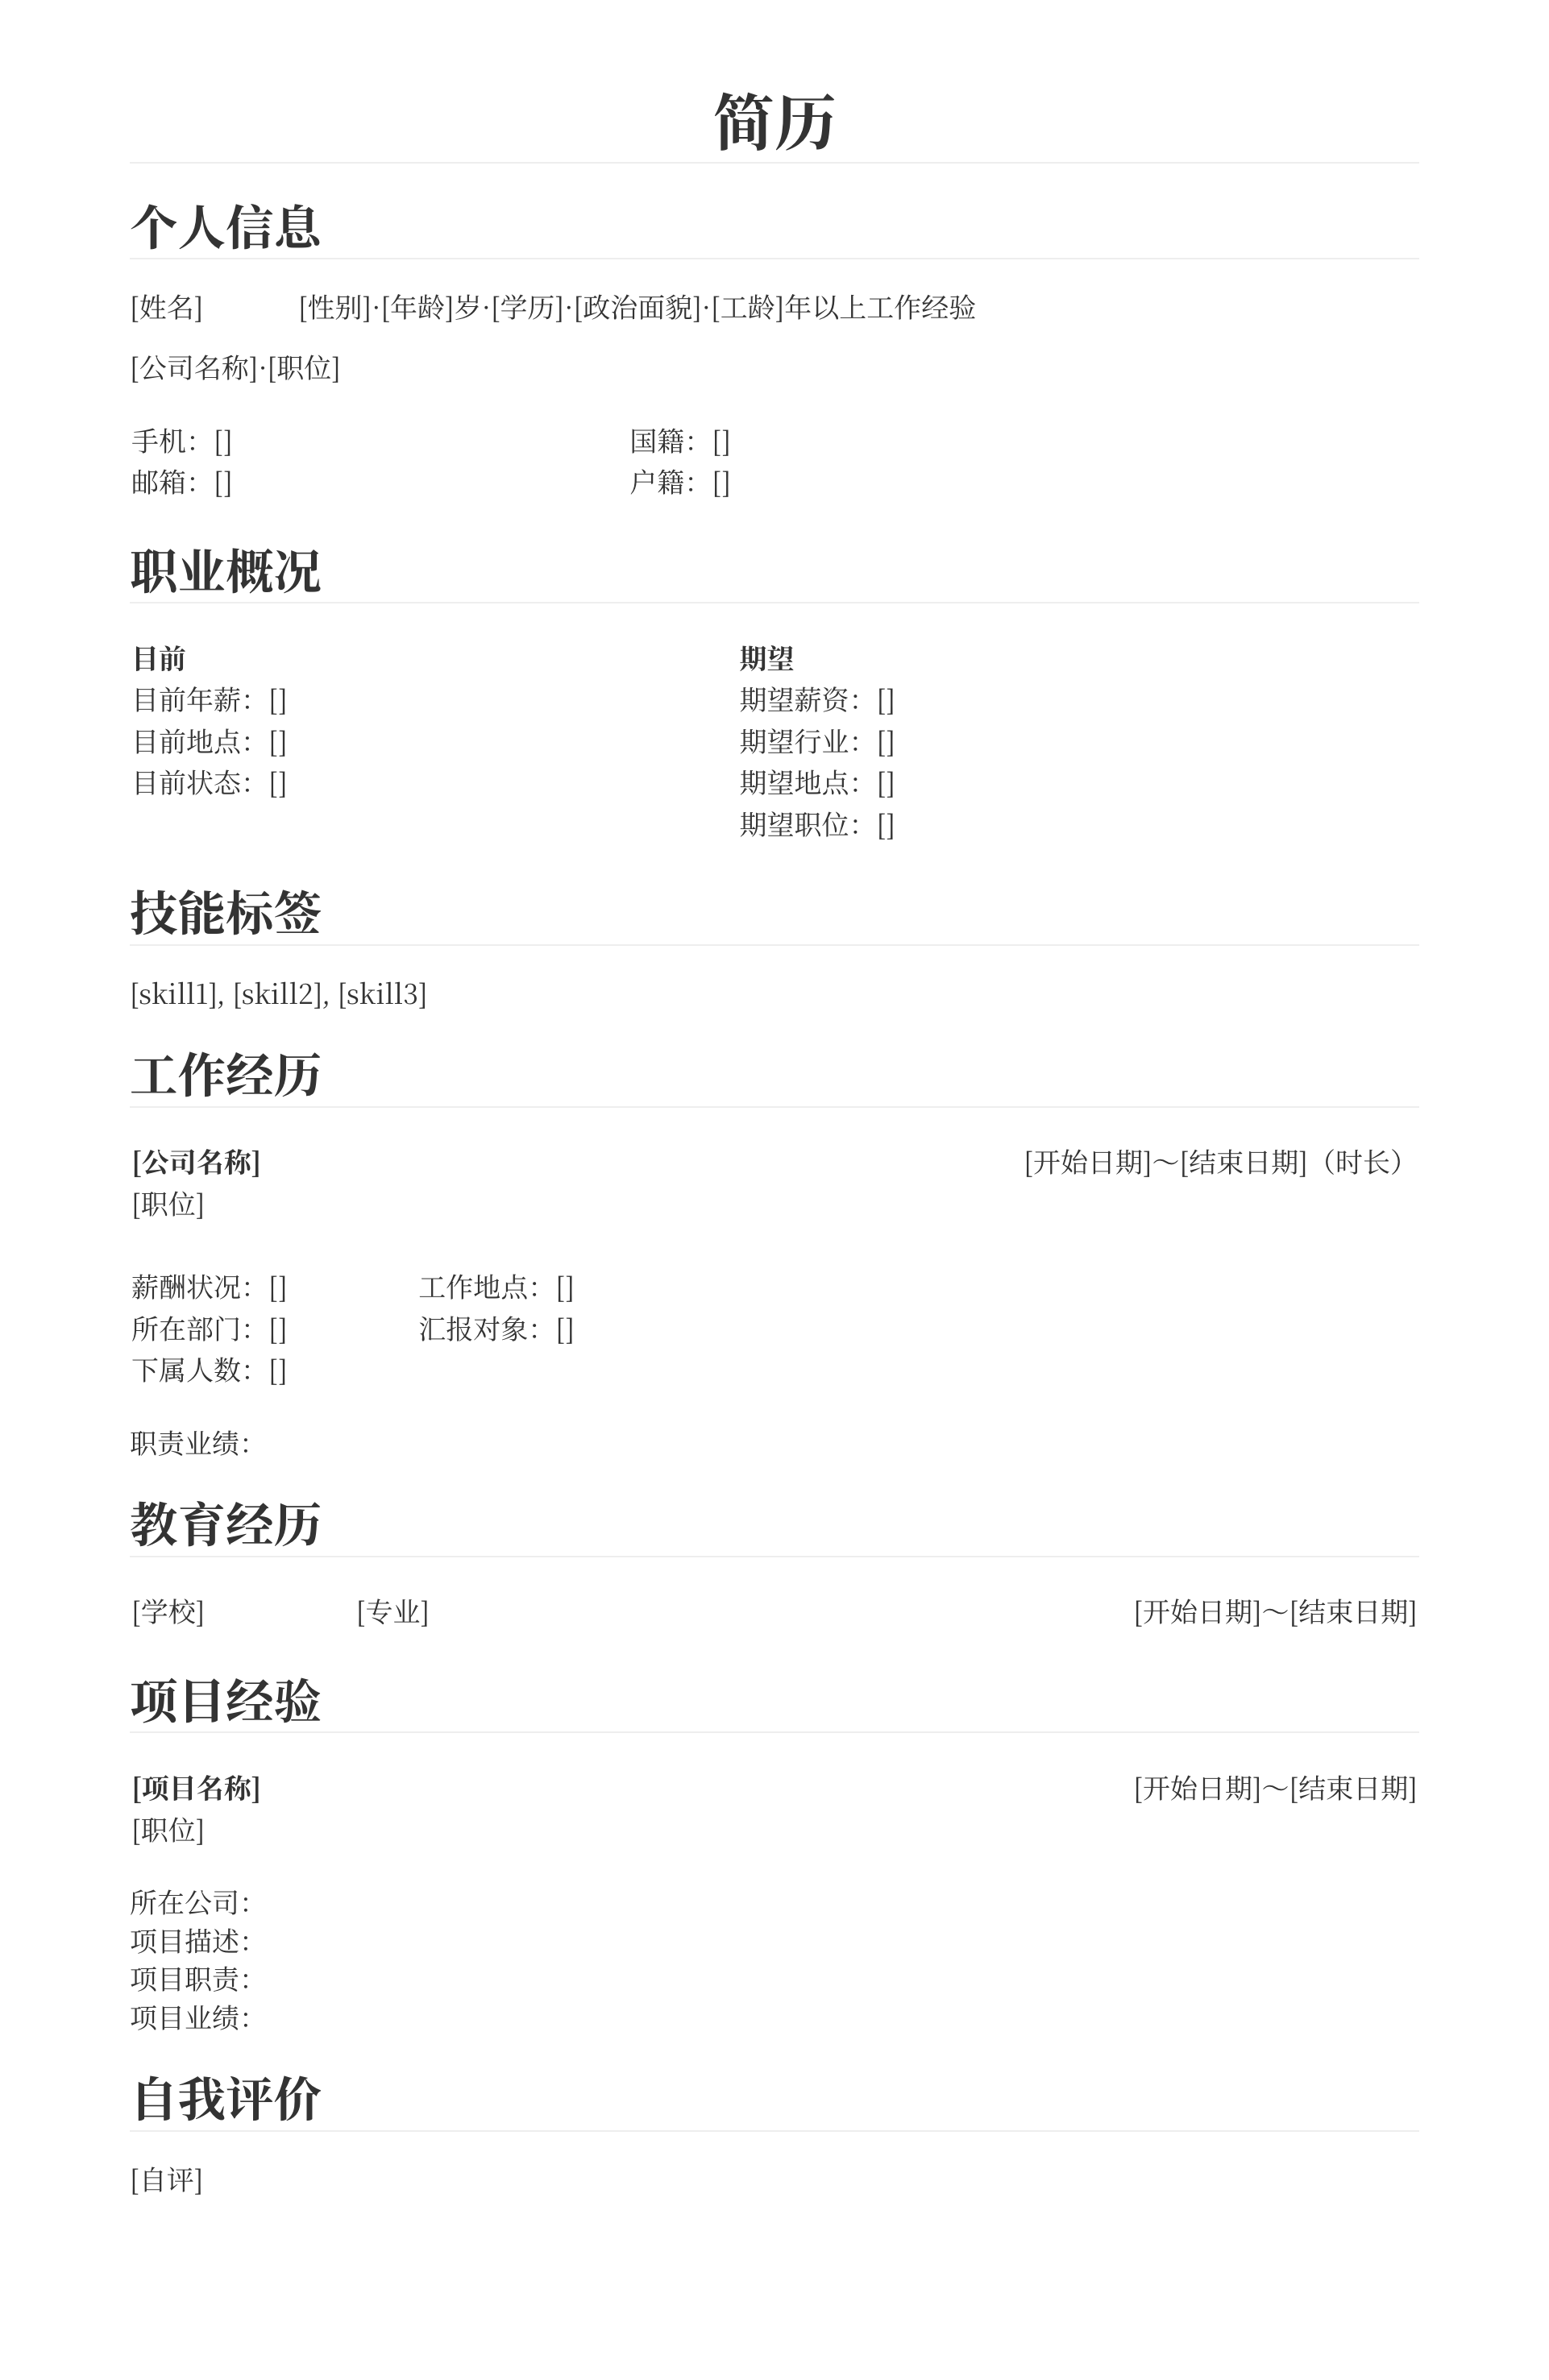 简历
个人信息
[姓名] [性别]·[年龄]岁·[学历]·[政治面貌]·[工龄]年以上工作经验
[公司名称]·[职位]
手机：[] 国籍：[]
邮箱：[] 户籍：[]
职业概况
目前 期望
目前年薪：[] 期望薪资：[]
目前地点：[] 期望行业：[]
目前状态：[] 期望地点：[]
期望职位：[]
技能标签
[skill1], [skill2], [skill3]
工作经历
[公司名称] [开始日期]～[结束日期]（时长）
[职位]
薪酬状况：[] 工作地点：[]
所在部门：[] 汇报对象：[]
下属人数：[]
职责业绩：
教育经历
[学校] [专业] [开始日期]～[结束日期]
项目经验
[项目名称] [开始日期]～[结束日期]
[职位]
所在公司：
项目描述：
项目职责：
项目业绩：
自我评价
[自评]